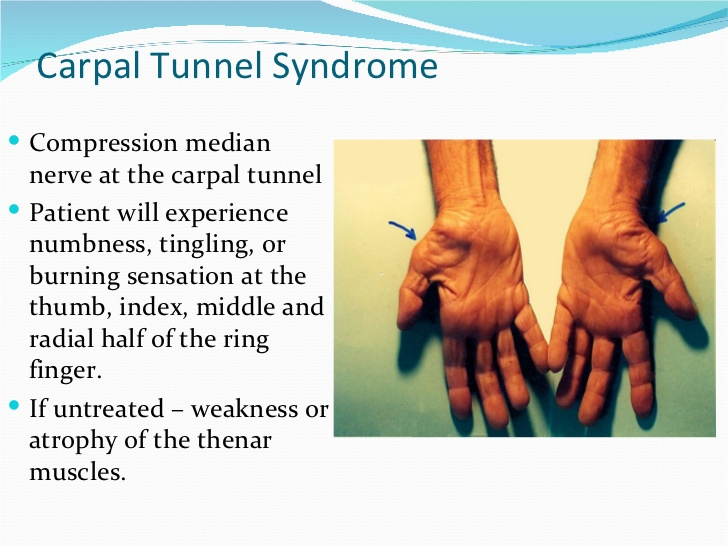 Carpal Tunnel Syndrome
• Compression median
nerve at the carpal tunnel
• Patient will experience
numbness, tingling, or
burning sensation at the
thumb, index, middle and
radial half of the ring
finger.
• If untreated – weakness or
atrophy of the thenar
muscles.